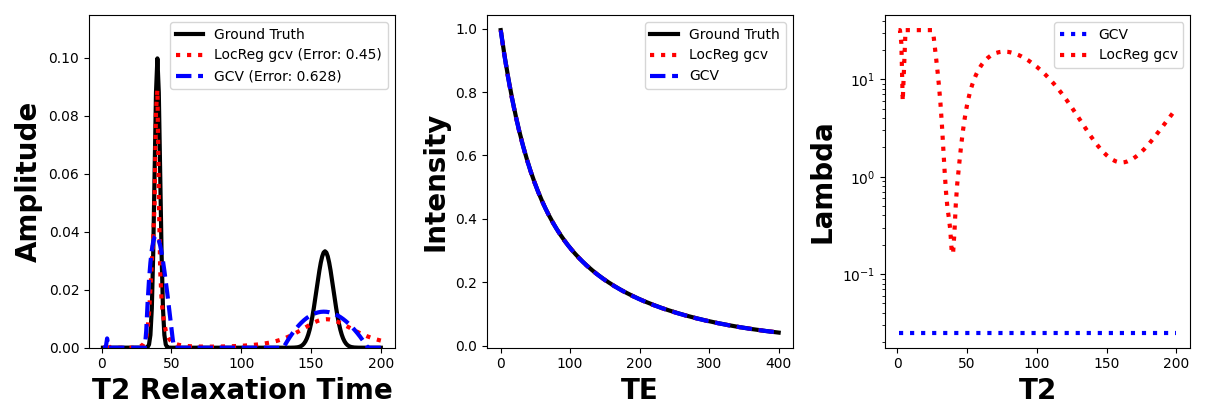 Amplitude
0.10
0.08
0.06
0.04
0.02
0.00
Ground Truth
LocReg gcv (Error: 0.45)
GCV (Error: 0.628)
0 50 100 150 200
T2 Relaxation Time
Intensity
1.0
0.8
0.6
0.4
0.2
0.0
Ground Truth
LocReg gcv
GCV
0 100 200 300 400
TE
Lambda
10¹
10⁰
10⁻¹
GCV
LocReg gcv
0 50 100 150 200
T2